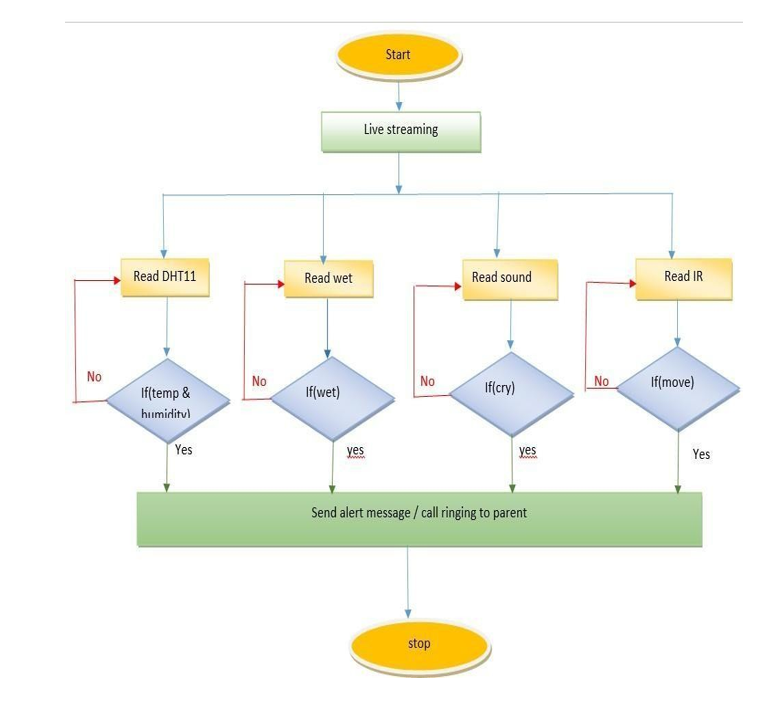 Start
Live streaming
Read DHT11
Read wet
Read sound
Read IR
No
If(temp &
humidity)
No
If(wet)
No
If(cry)
No
If(move)
Yes
yes
yes
Yes
Send alert message / call ringing to parent
stop